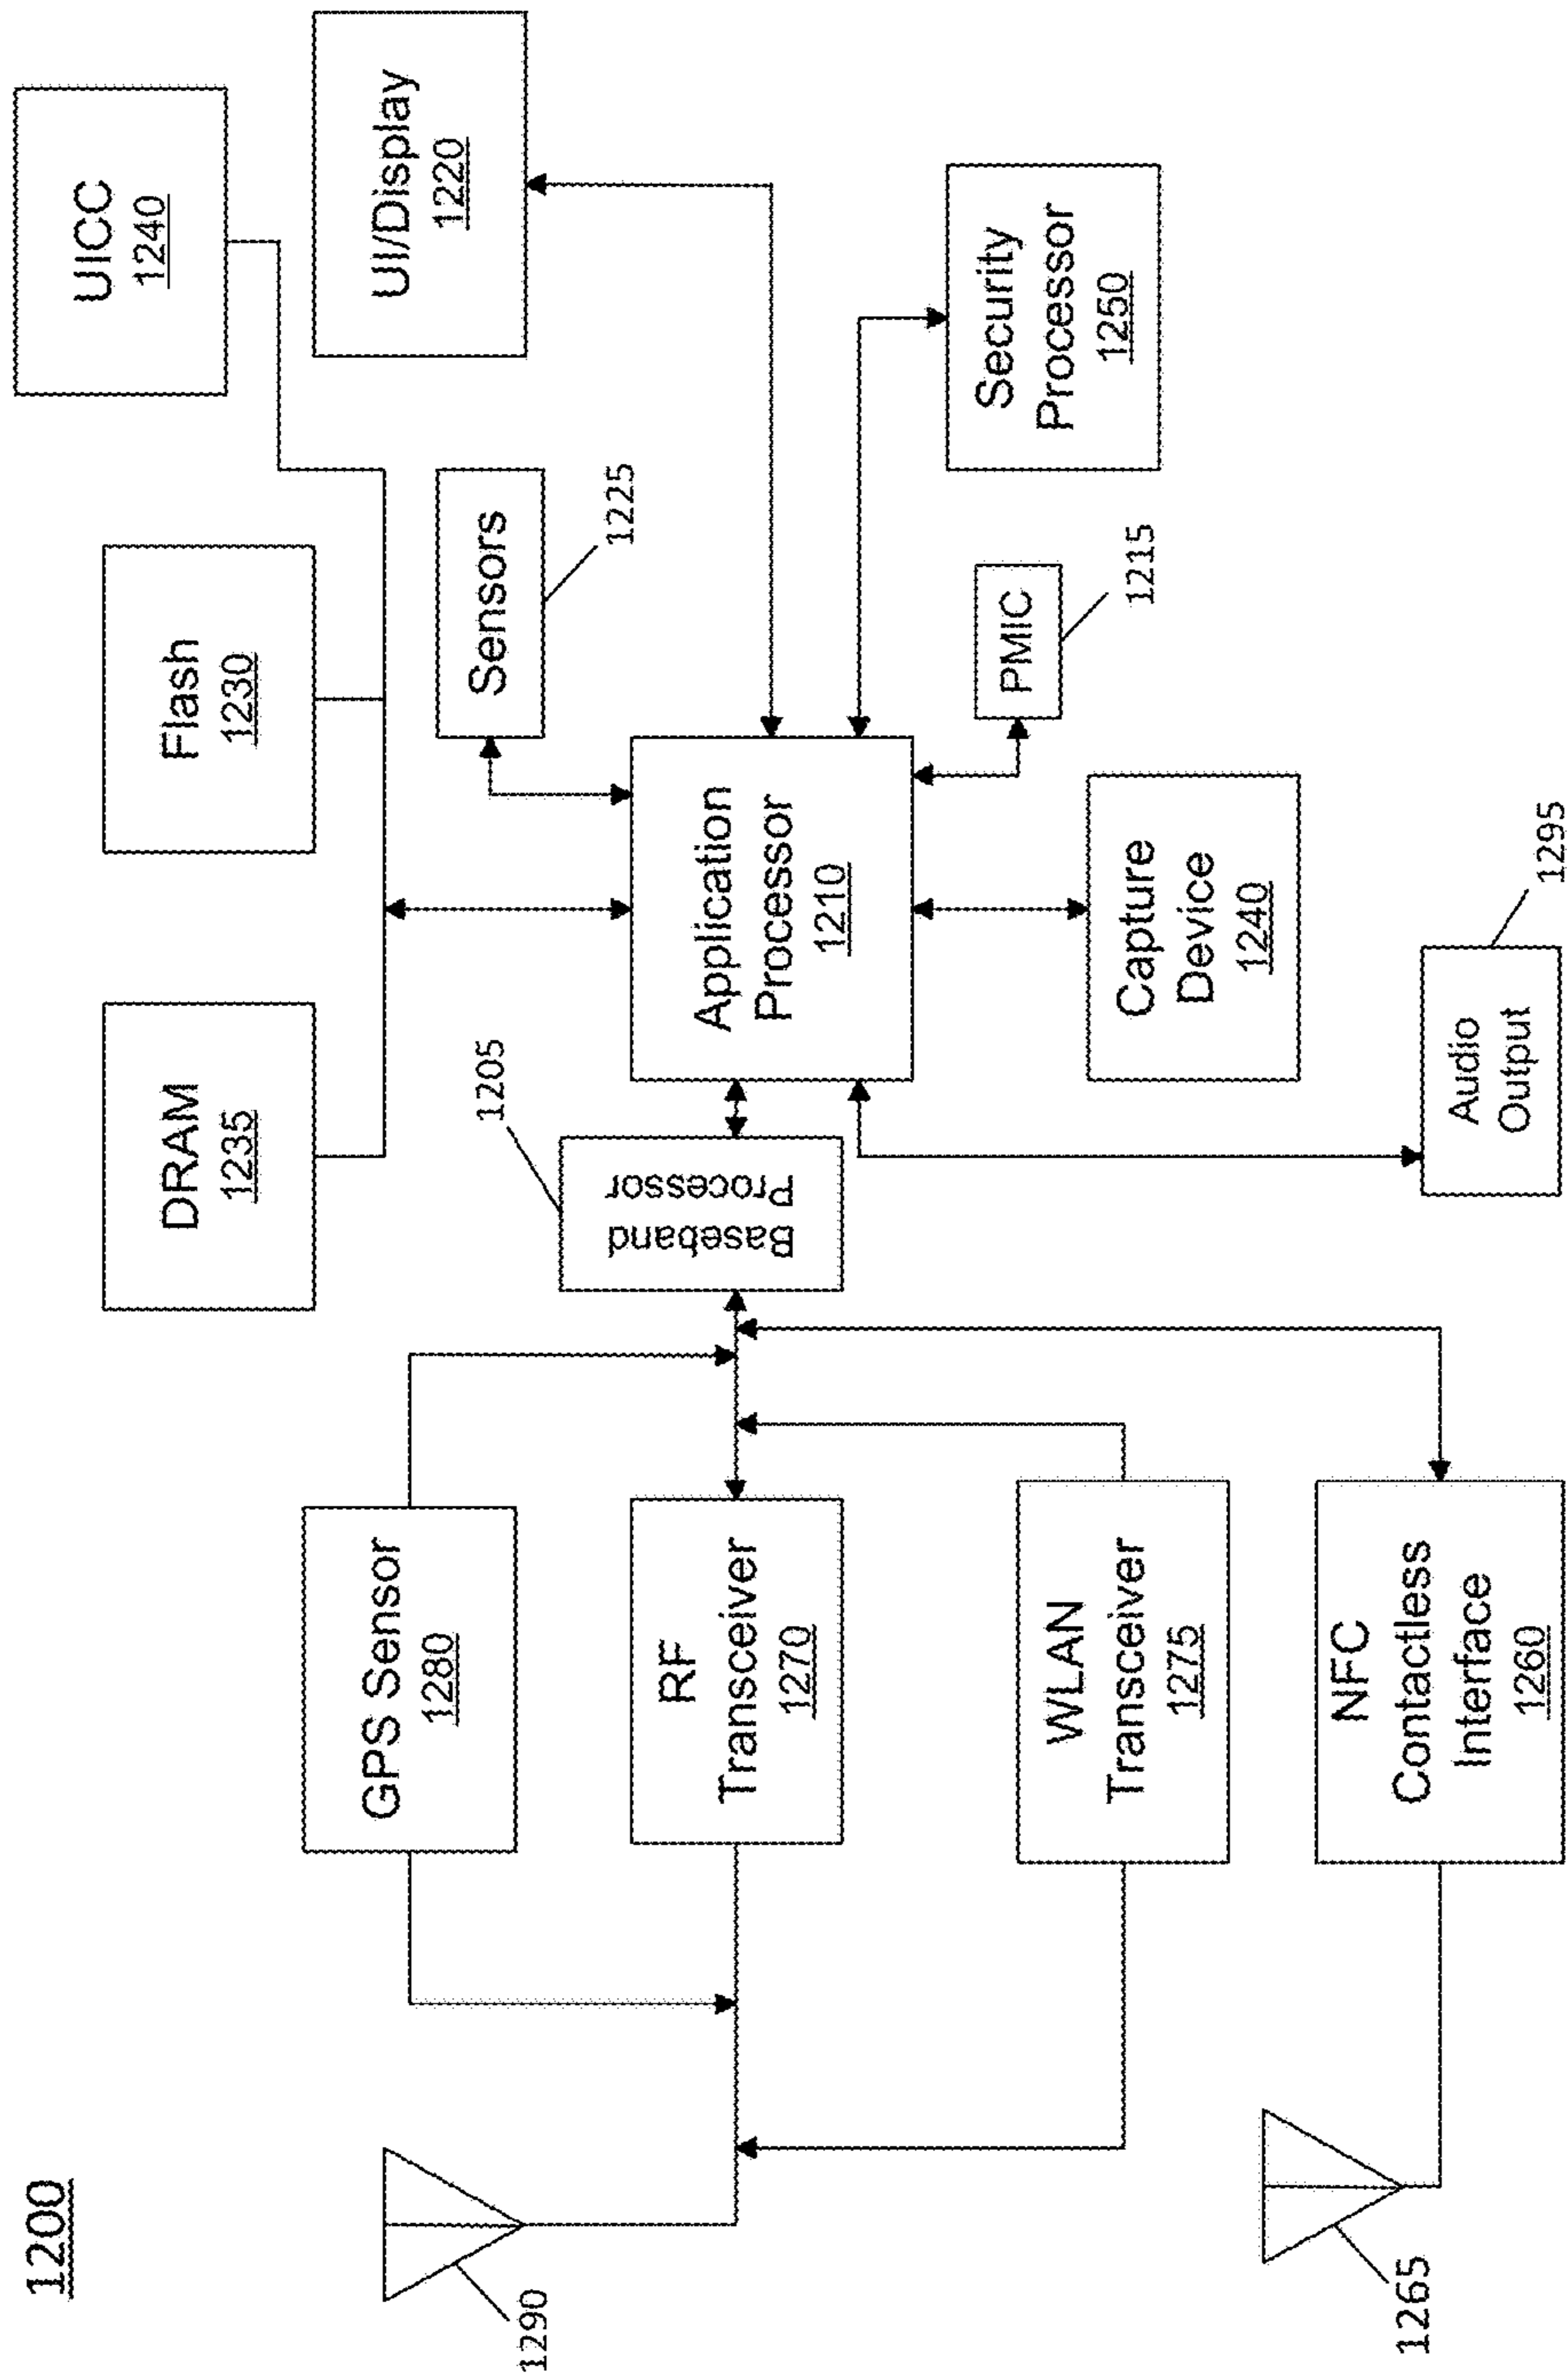 1200
UICC
1240
Flash
1230
DRAM
1235
UI/Display
1220
Sensors
1225
GPS Sensor
1280
1290
1205
Baseband
Processor
Application
Processor
1210
RF
Transceiver
1270
Security
Processor
1250
PMIC
1215
WLAN
Transceiver
1275
Capture
Device
1240
NFC
Contactless
Interface
1260
1265
Audio
Output
1295